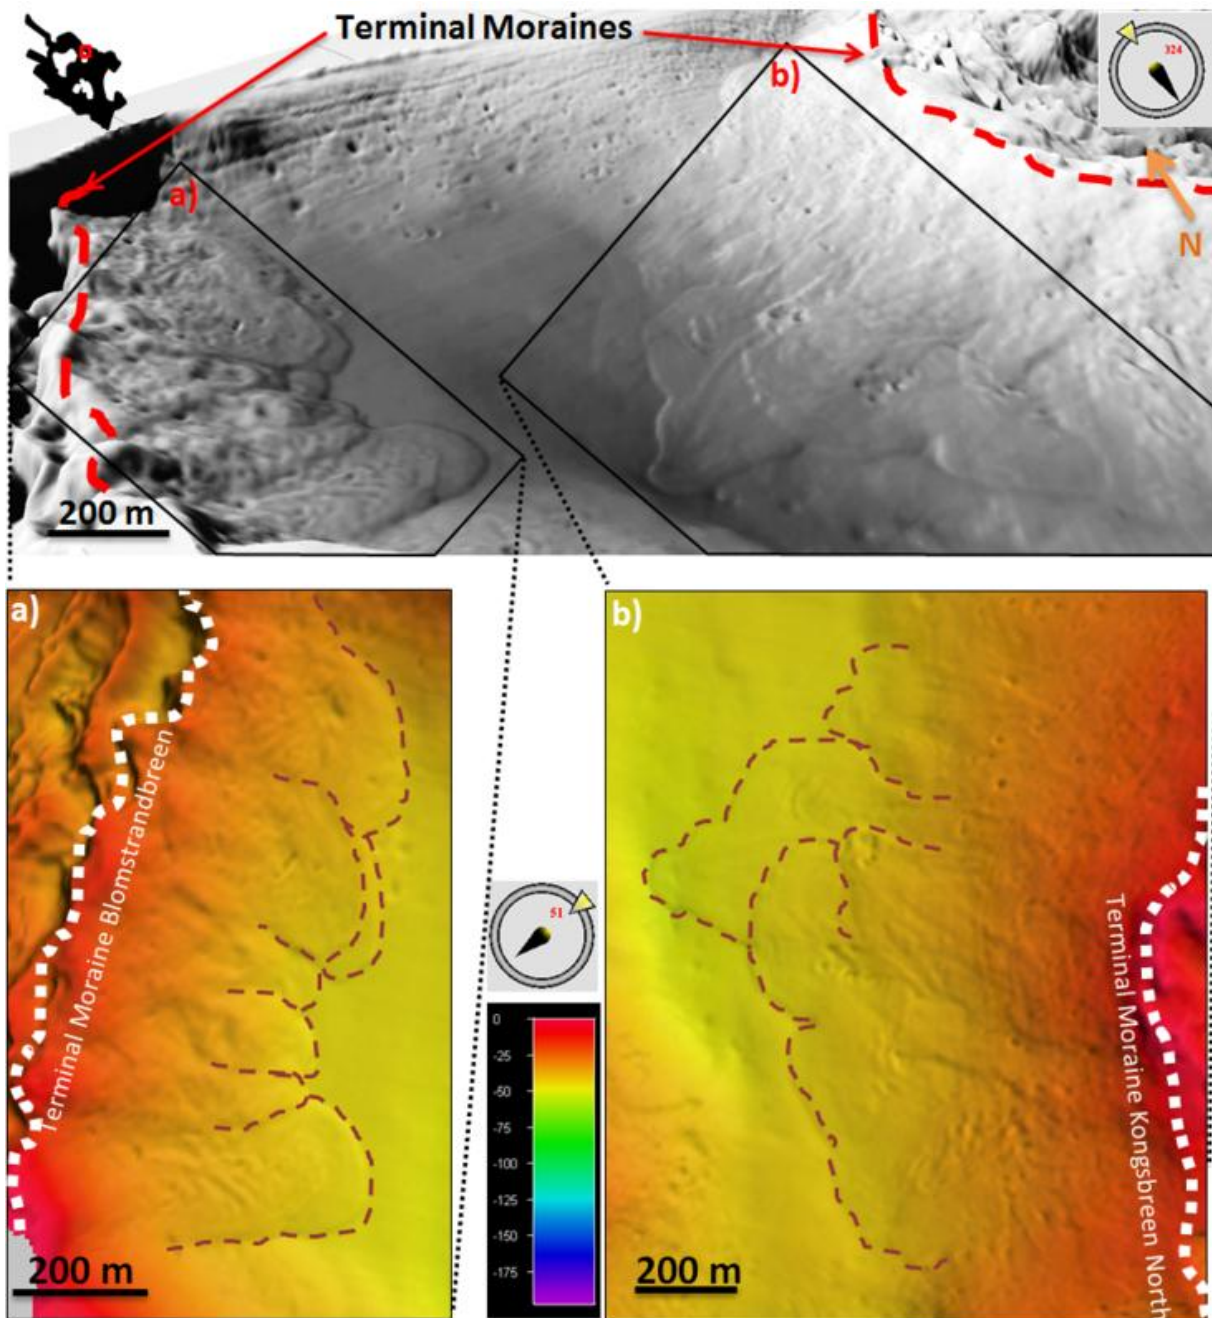 Terminal Moraines
b)
324
a)
N
200 m
a)
b)
Terminal Moraine Blomstrandbreen
Terminal Moraine Kongsbreen North
51
0
-25
-50
-75
-100
-125
-150
-175
200 m
200 m